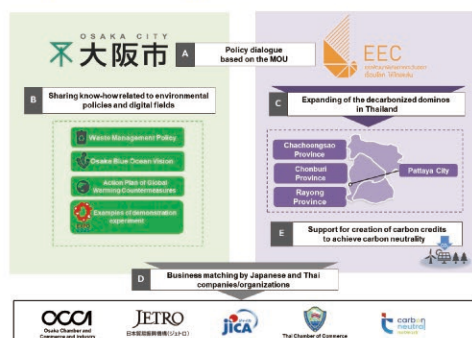 OSAKA CITY
大阪市
A
Policy dialogue
based on the MOU
EEC
B
Sharing know-how related to environmental
policies and digital fields
Waste Management Policy
Osaka Blue Ocean Vision
Action Plan of Global
Warming Countermeasures
Examples of demonstration
experiment
C
Expanding of the decarbonized dominos
in Thailand
Chachoengsao
Province
Chonburi
Province
Rayong
Province
Pattaya City
E
Support for creation of carbon credits
to achieve carbon neutrality
D
Business matching by Japanese and Thai
companies/organizations
OCCI
Osaka Chamber and
Commerce and Industry
JETRO
日本貿易振興機構(ジェトロ)
JICA
Thai Chamber of Commerce
carbon
neutral